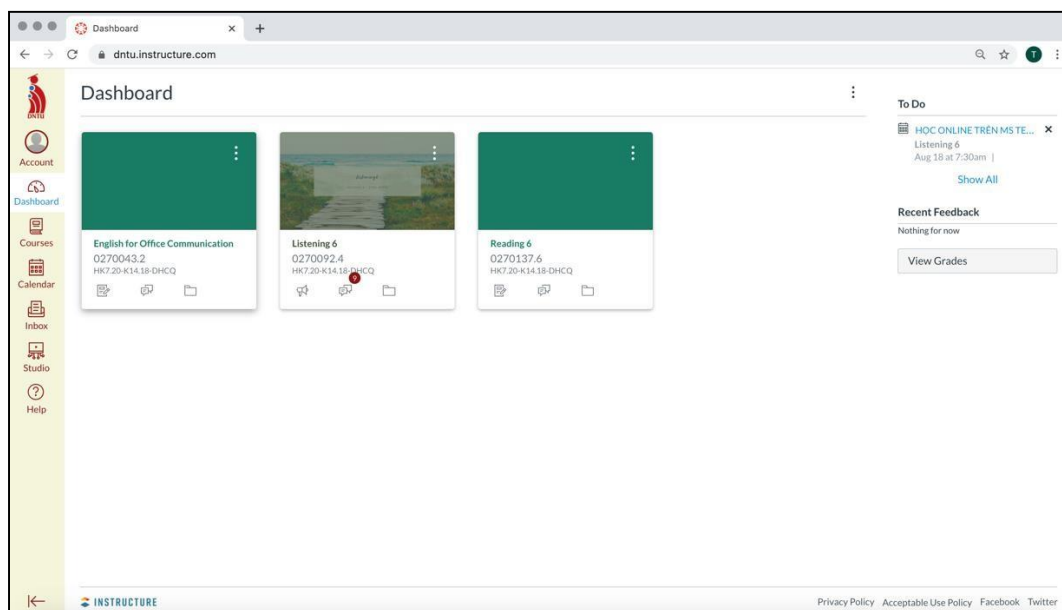 Dashboard
dntu.instructure.com
T
DNTU
Account
Dashboard
Courses
Calendar
Inbox
Studio
Help
Dashboard
English for Office Communication
0270043.2
HK7.20-K14.18-DHCQ
Listening 6
0270092.4
HK7.20-K14.18-DHCQ
9
Reading 6
0270137.6
HK7.20-K14.18-DHCQ
To Do
HỌC ONLINE TRÊN MS TE...
Listening 6
Aug 18 at 7:30am |
Show All
Recent Feedback
Nothing for now
View Grades
INSTRUCTURE
Privacy Policy Acceptable Use Policy Facebook Twitter